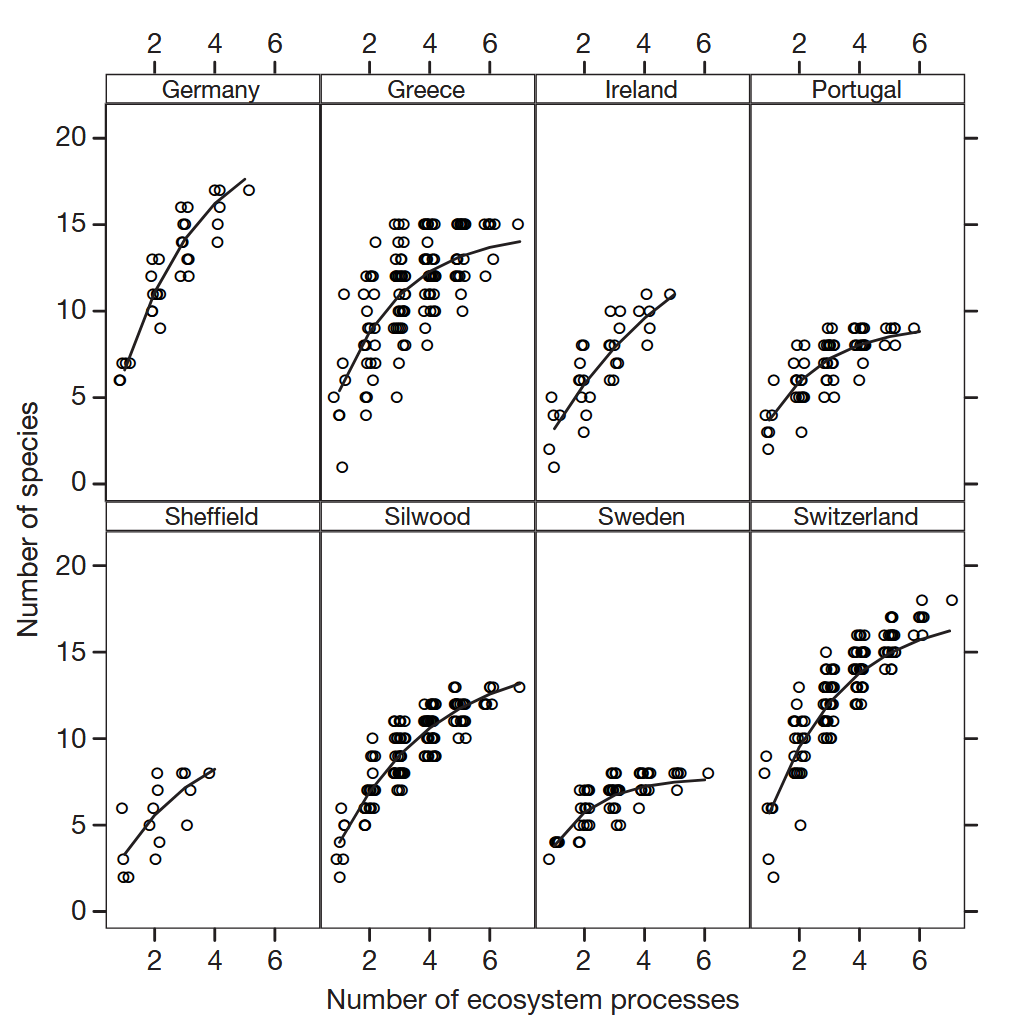 2 4 6 2 4 6 2 4 6 2 4 6
Germany Greece Ireland Portugal
20
15
10
5
0
Number of species
Sheffield Silwood Sweden Switzerland
20
15
10
5
0
2 4 6 2 4 6 2 4 6 2 4 6
Number of ecosystem processes